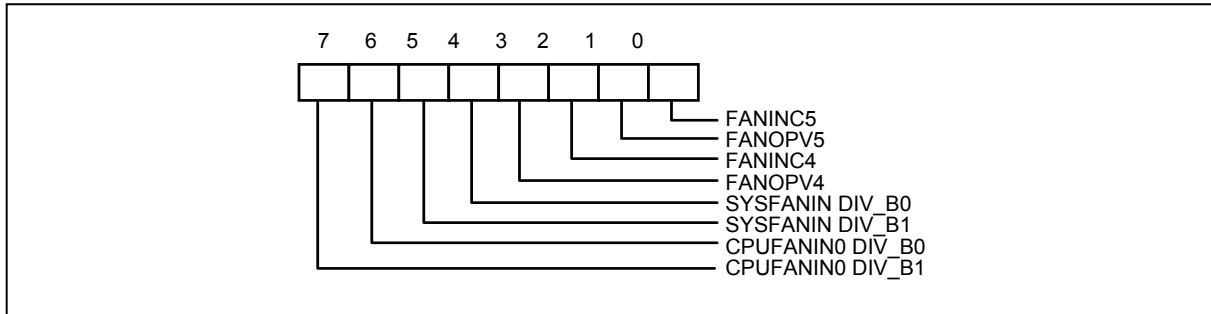 7 6 5 4 3 2 1 0
FANINC5
FANOPV5
FANINC4
FANOPV4
SYSFANIN DIV_B0
SYSFANIN DIV_B1
CPUFANIN0 DIV_B0
CPUFANIN0 DIV_B1